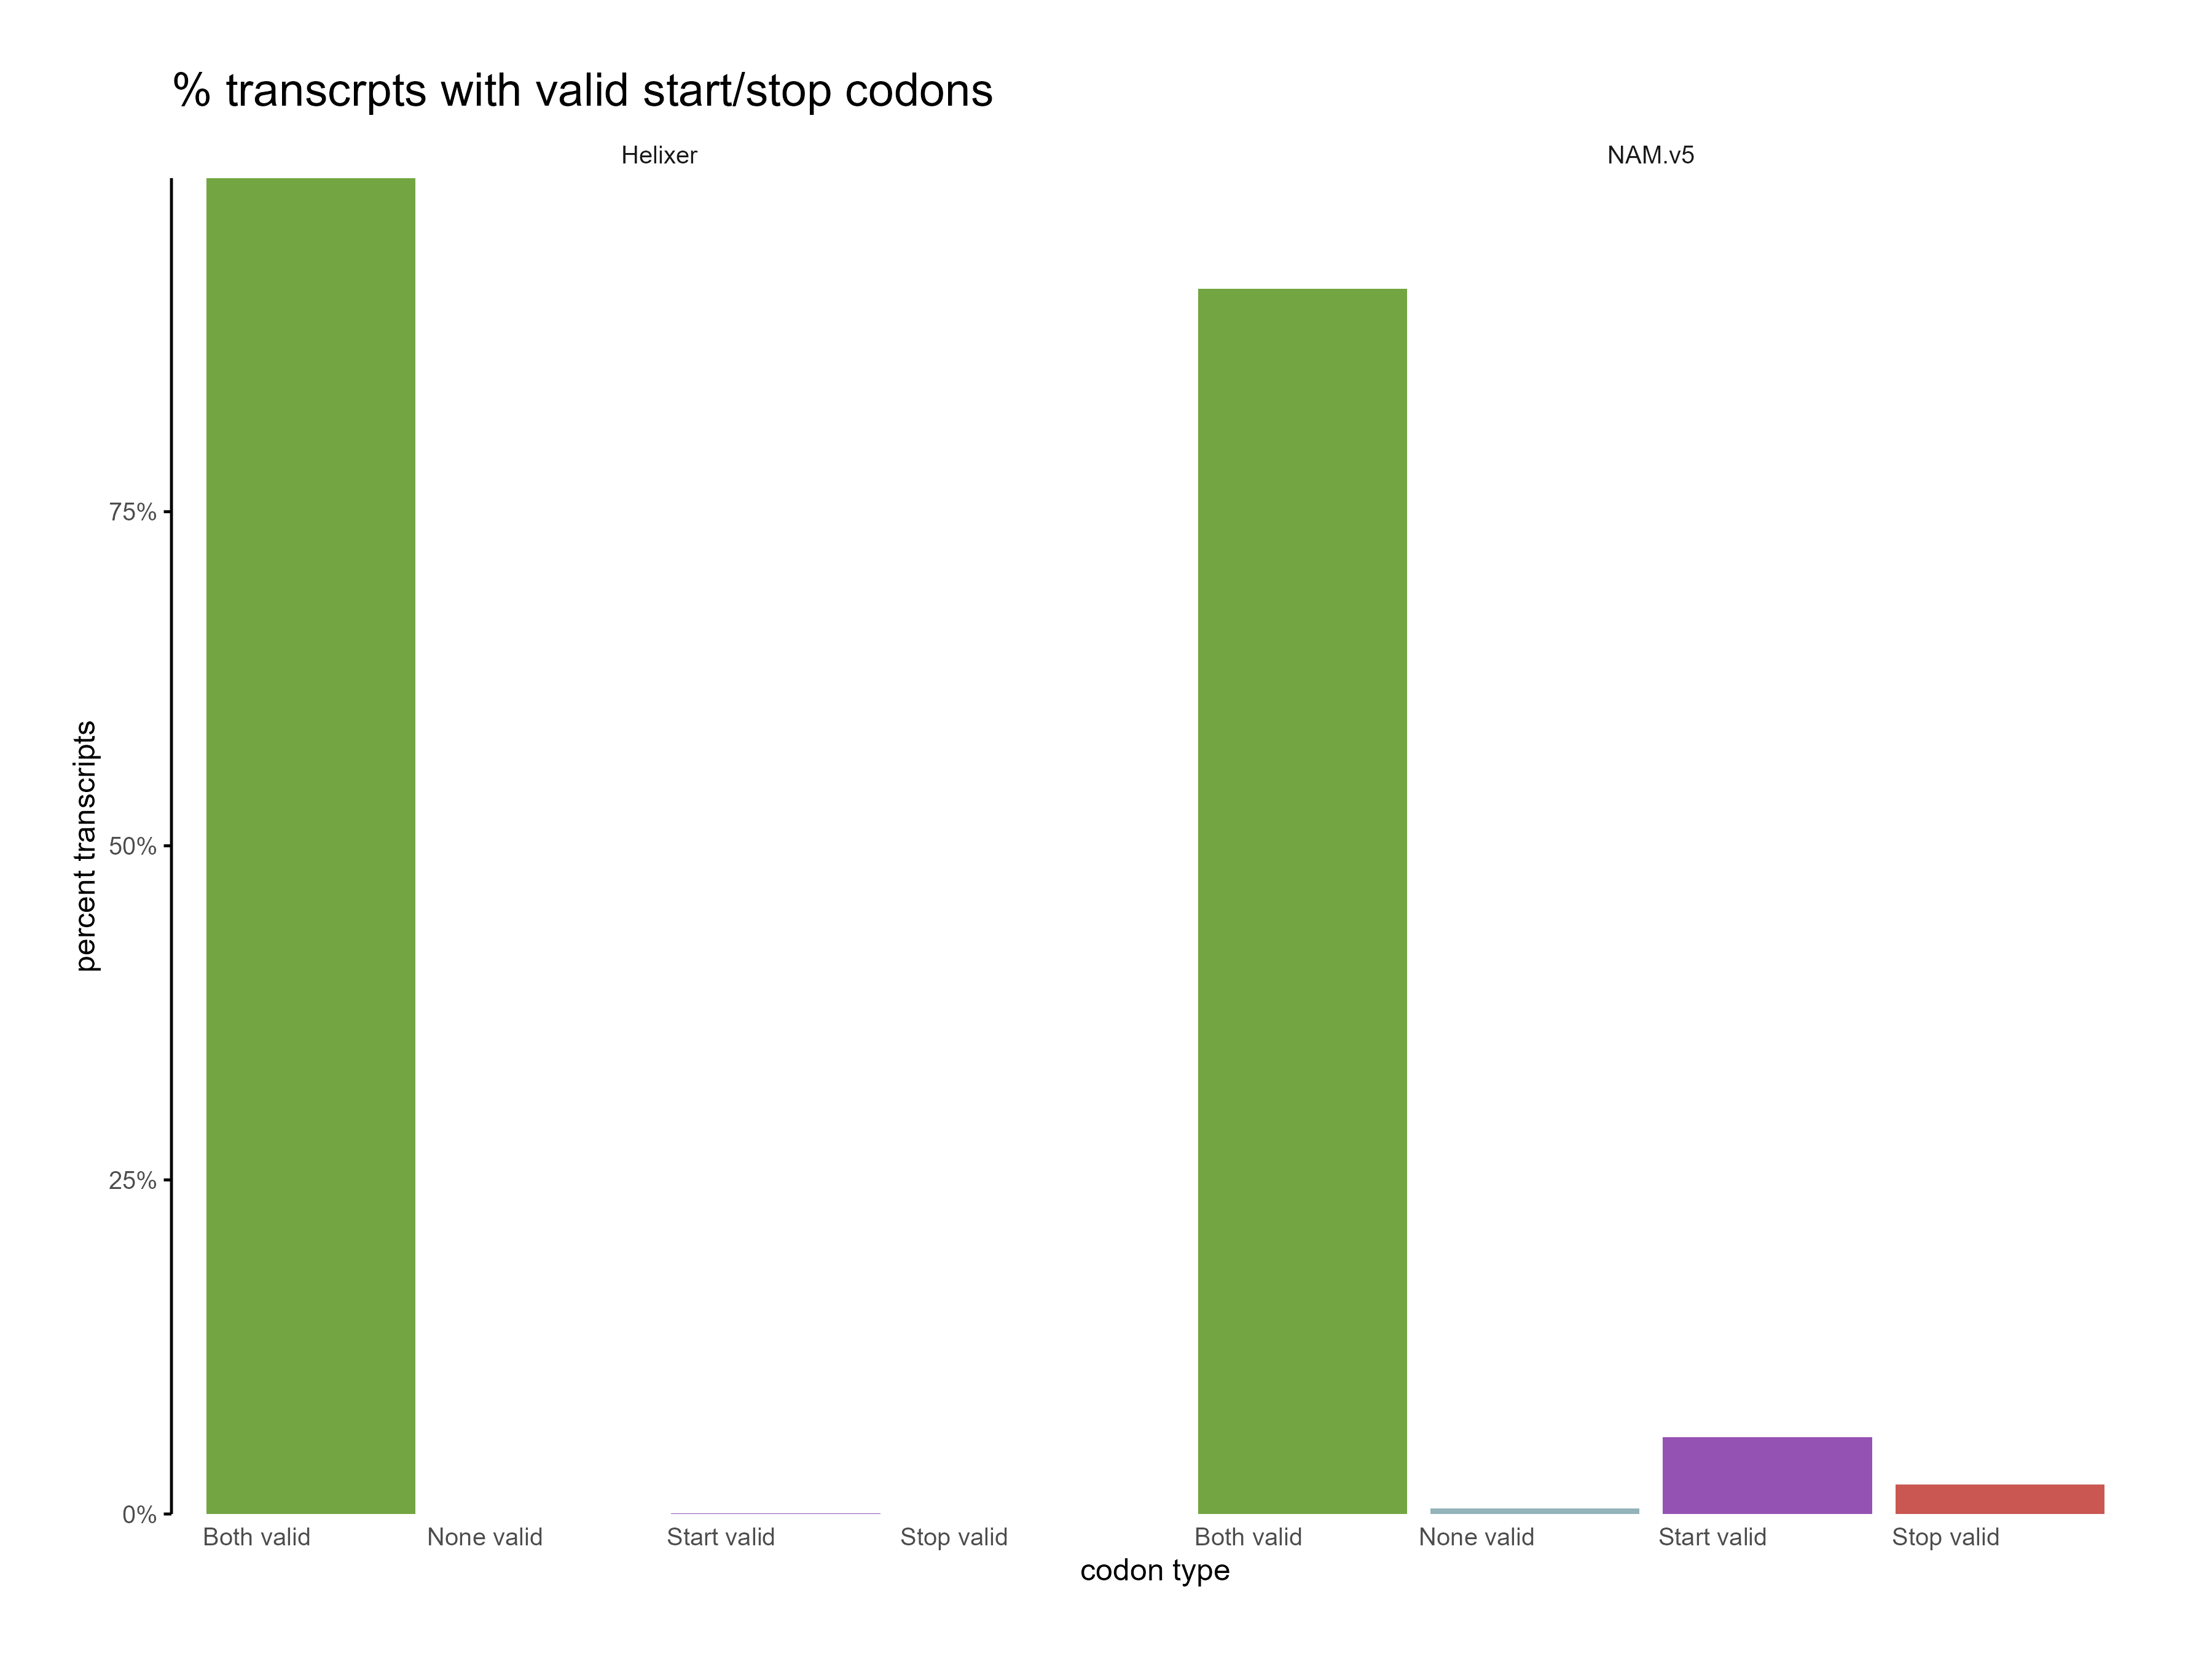 % transcrpts with valid start/stop codons
Helixer NAM.v5
75%
50%
25%
0%
percent transcripts
Both valid None valid Start valid Stop valid Both valid None valid Start valid Stop valid
codon type